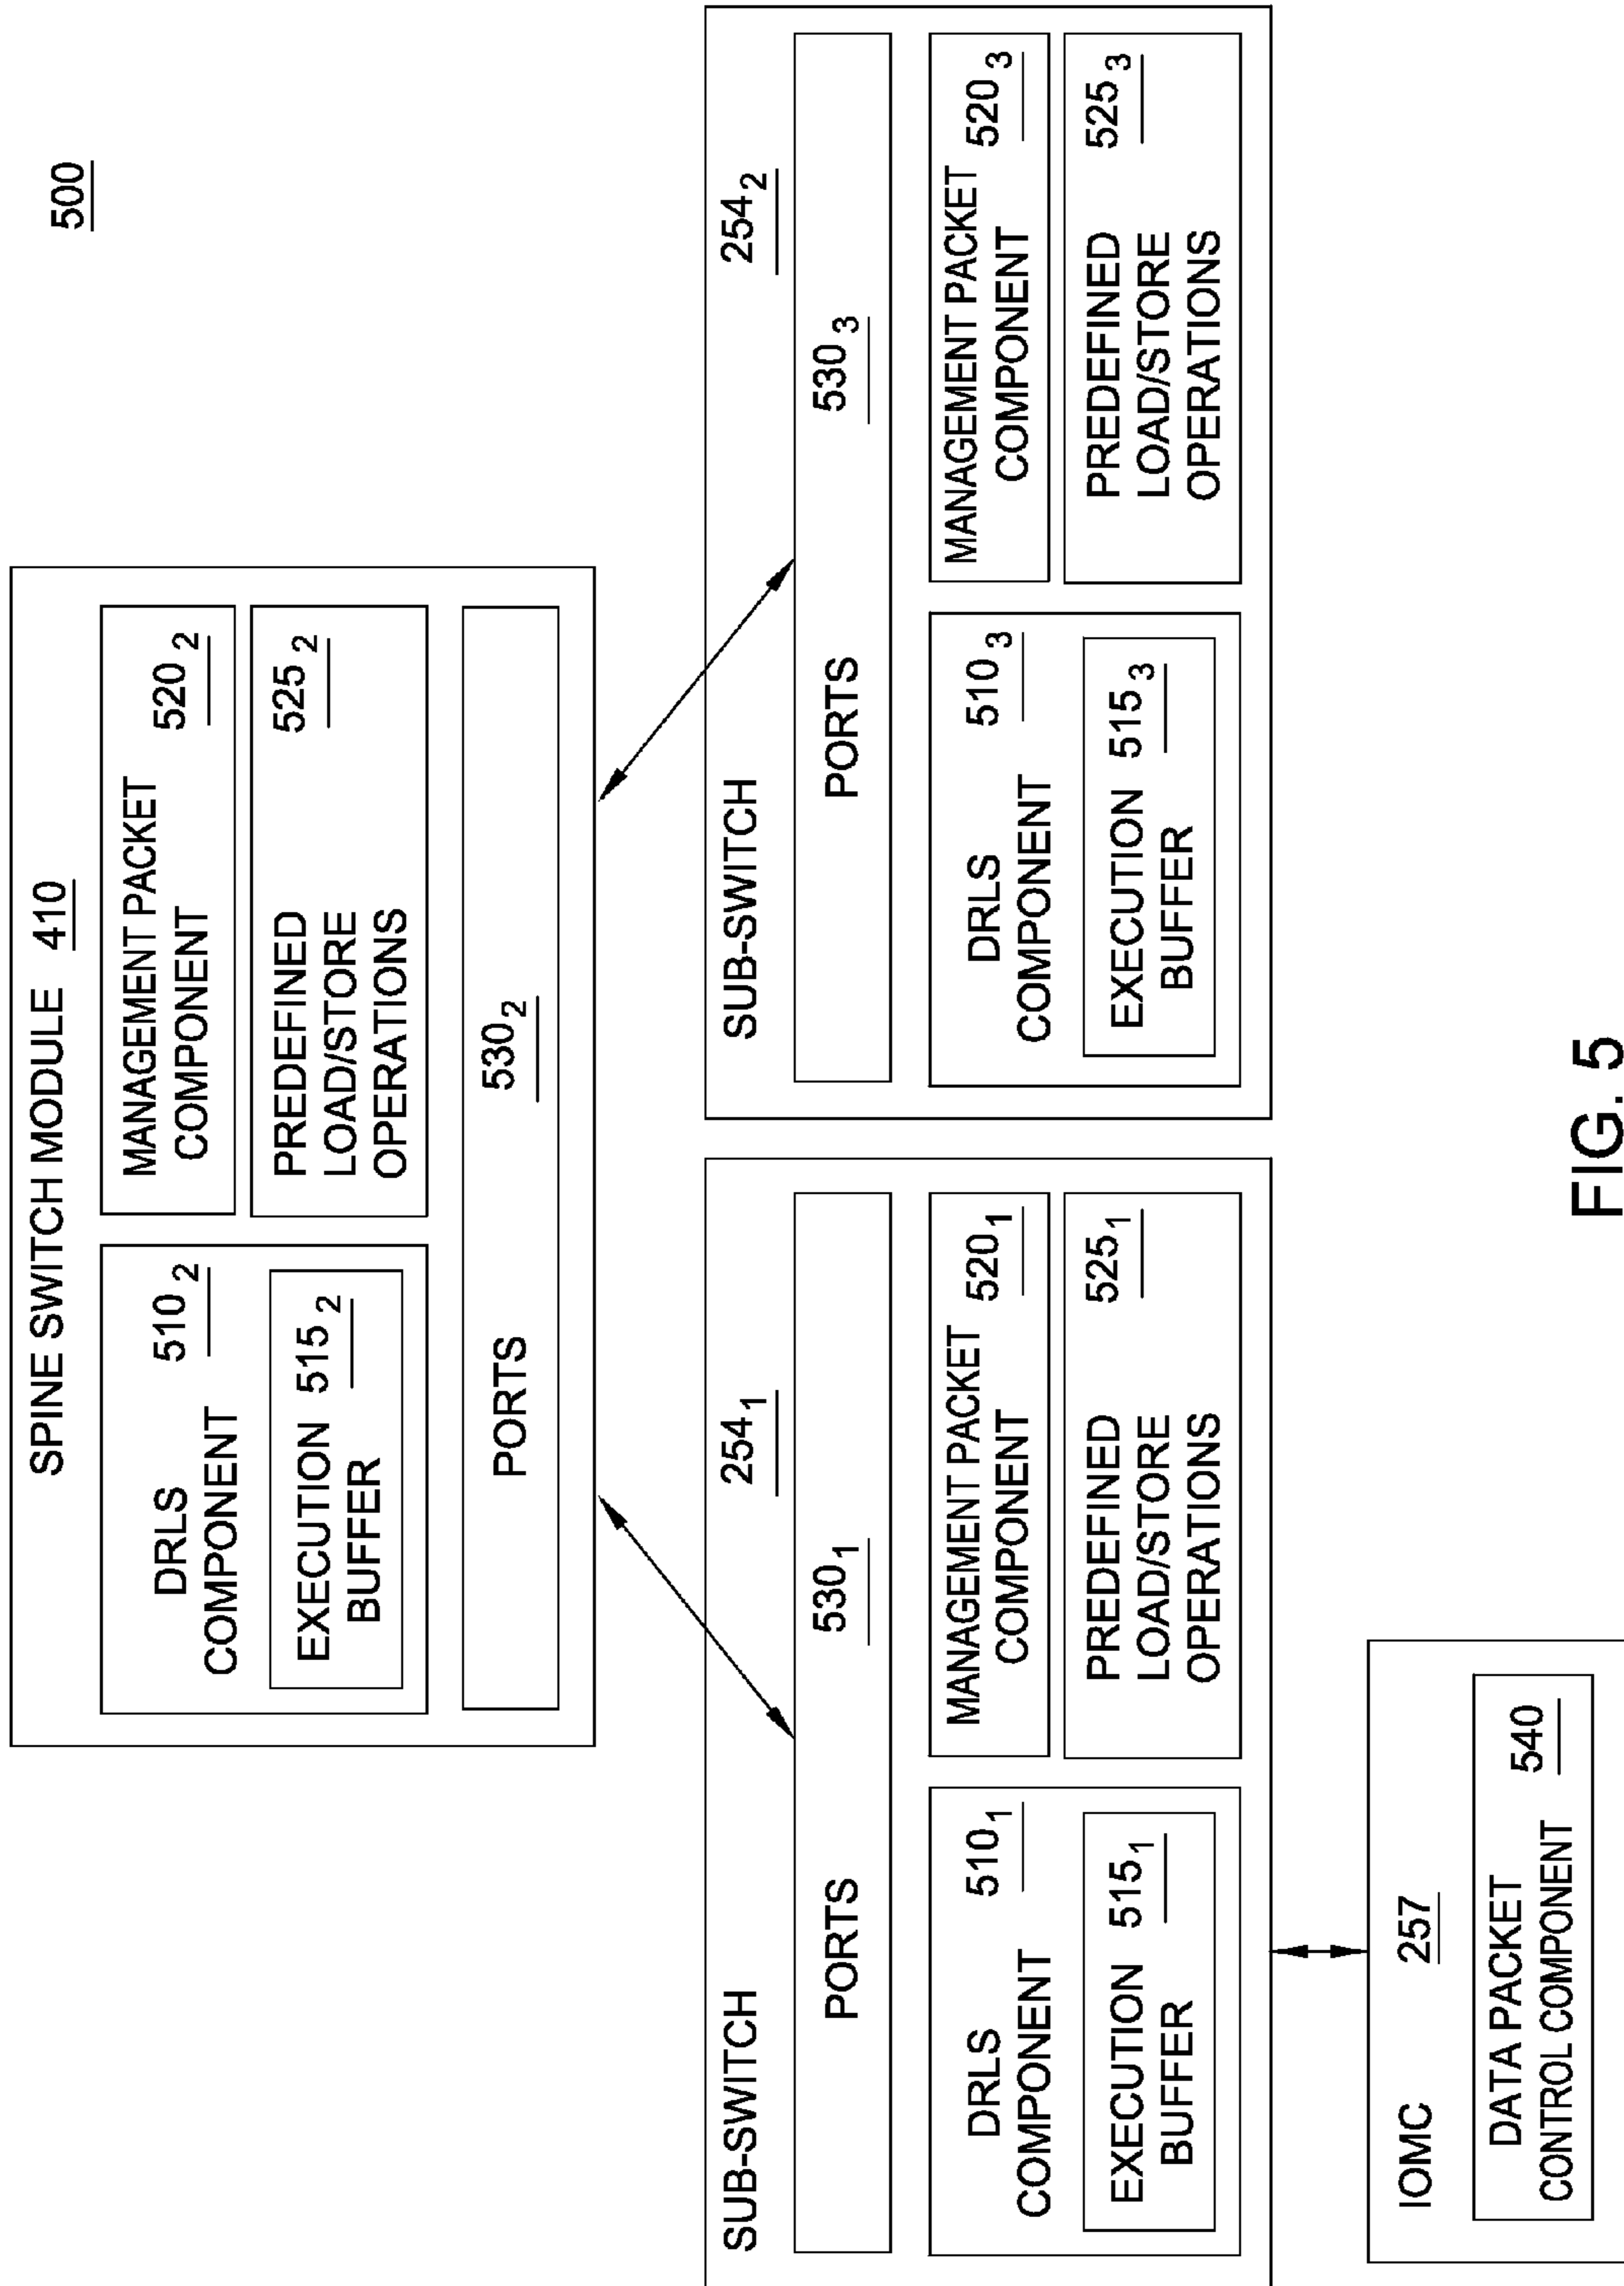 500
SPINE SWITCH MODULE 410
DRLS
COMPONENT
510 2
EXECUTION 515 2
BUFFER
MANAGEMENT PACKET
COMPONENT
520 2
PREDEFINED
LOAD/STORE
OPERATIONS
525 2
PORTS
530 2
SUB-SWITCH
254 1
PORTS
530 1
DRLS
COMPONENT
510 1
EXECUTION 515 1
BUFFER
MANAGEMENT PACKET
COMPONENT
520 1
PREDEFINED
LOAD/STORE
OPERATIONS
525 1
SUB-SWITCH
254 2
PORTS
530 3
DRLS
COMPONENT
510 3
EXECUTION 515 3
BUFFER
MANAGEMENT PACKET
COMPONENT
520 3
PREDEFINED
LOAD/STORE
OPERATIONS
525 3
IOMC
257
DATA PACKET
CONTROL COMPONENT
540
FIG. 5